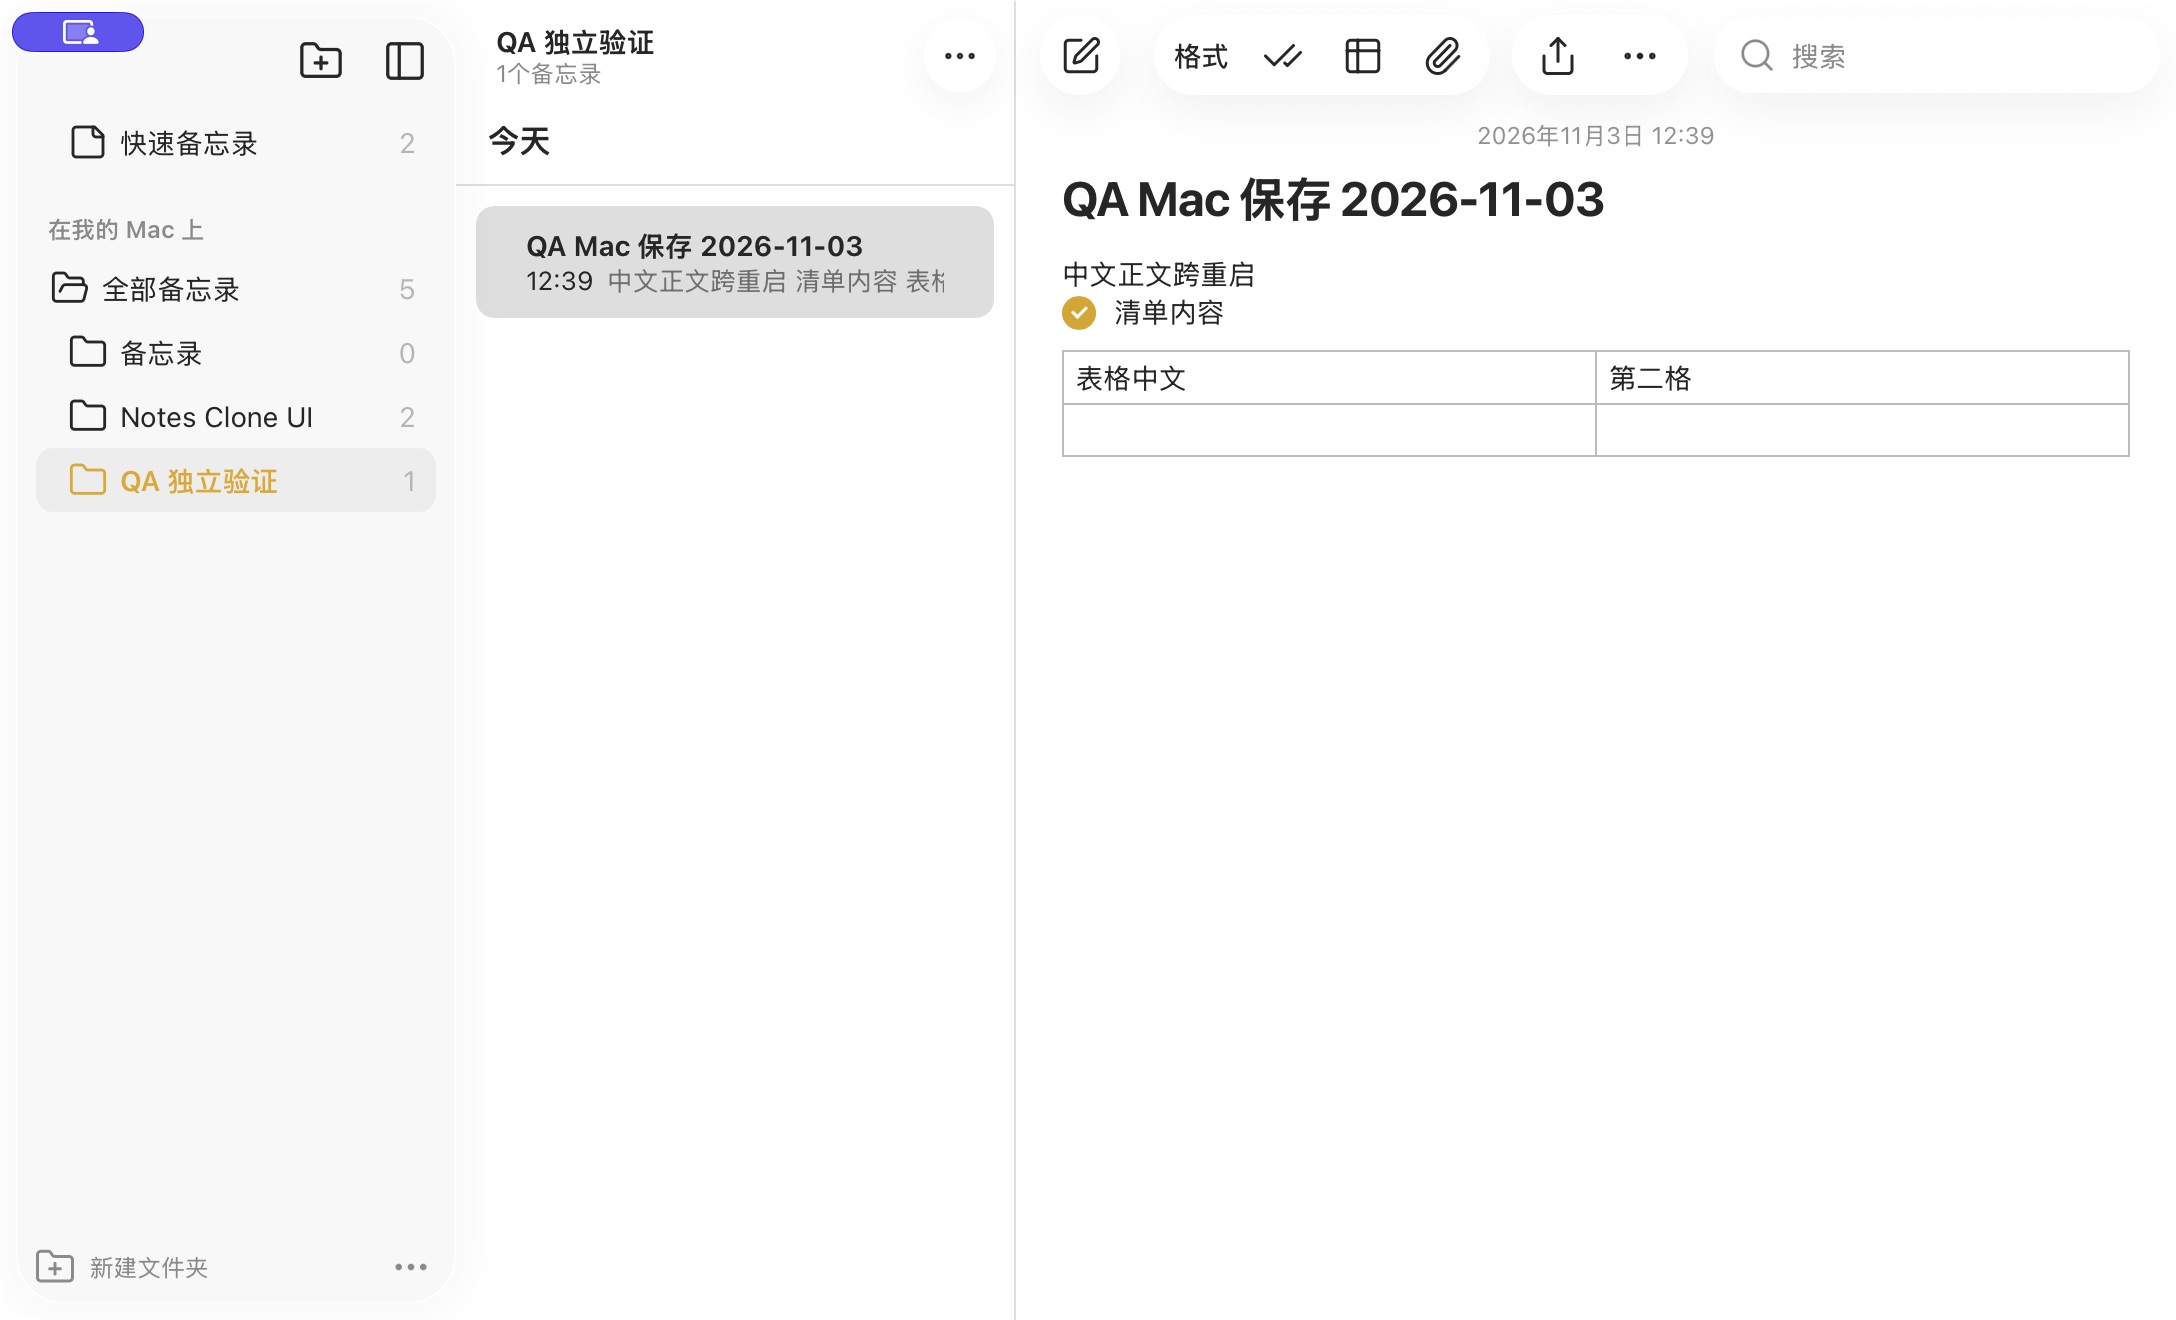 快速备忘录 2
在我的 Mac 上
全部备忘录 5
备忘录 0
Notes Clone UI 2
QA 独立验证 1
新建文件夹
QA 独立验证
1个备忘录
今天
QA Mac 保存 2026-11-03
12:39 中文正文跨重启 清单内容 表
格式
搜索
2026年11月3日 12:39
QA Mac 保存 2026-11-03
中文正文跨重启
清单内容
表格中文 第二格